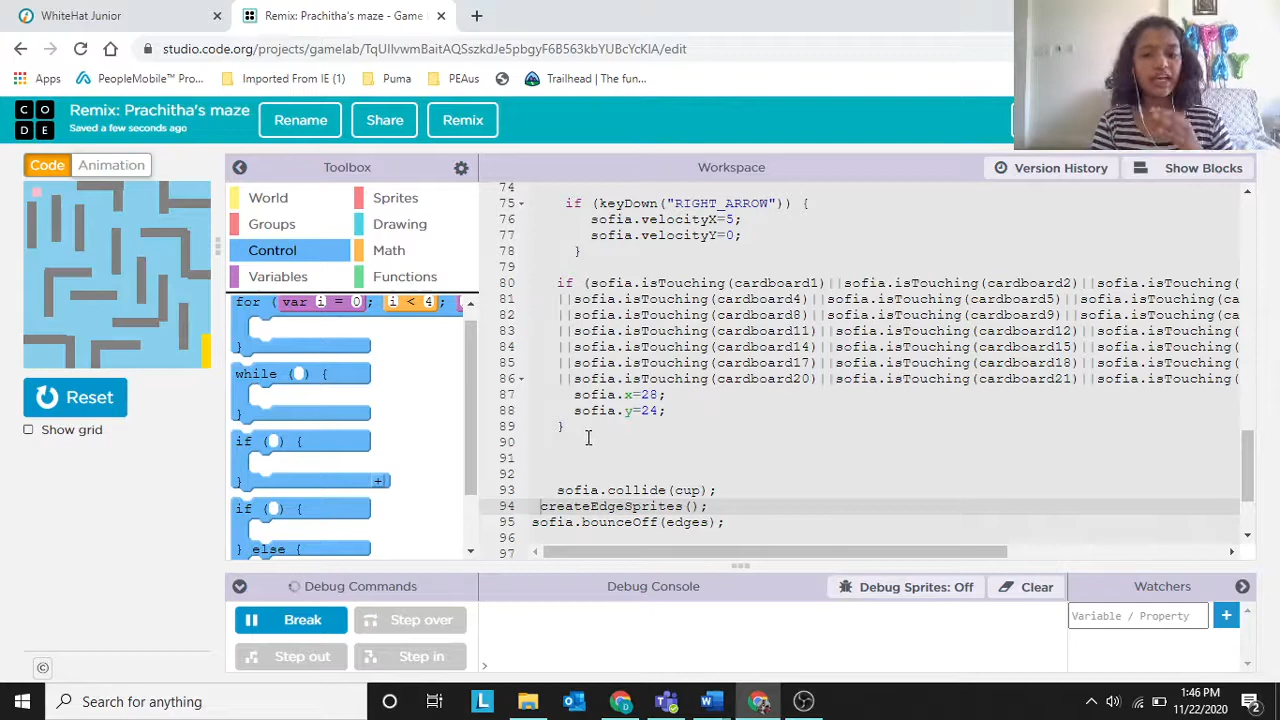 WhiteHat Junior
Remix: Prachitha's maze - Game
studio.code.org/projects/gamelab/TqUIlvwmBaitAQSszkdJe5pbgyF6B563kbYUBcYcKlA/edit
Apps
PeopleMobile™ Pro...
Imported From IE (1)
Puma
PEAus
Trailhead | The fun...
C O
D E
Remix: Prachitha's maze
Saved a few seconds ago
Rename
Share
Remix
Code
Animation
Toolbox
Workspace
Version History
Show Blocks
World
Sprites
Groups
Drawing
Control
Math
Variables
Functions
for ( var i = 0; i < 4;
}
while () {
}
if () {
}
if () {
} else {
Reset
Show grid
74
75 if (keyDown("RIGHT_ARROW")) {
76 sofia.velocityX=5;
77 sofia.velocityY=0;
78 }
79
80 if (sofia.isTouching(cardboard1)||sofia.isTouching(cardboard2)||sofia.isTouching(
81 ||sofia.isTouching(cardboard4)||sofia.isTouching(cardboard5)||sofia.isTouching(ca
82 ||sofia.isTouching(cardboard8)||sofia.isTouching(cardboard9)||sofia.isTouching(ca
83 ||sofia.isTouching(cardboard11)||sofia.isTouching(cardboard12)||sofia.isTouching(
84 ||sofia.isTouching(cardboard14)||sofia.isTouching(cardboard15)||sofia.isTouching(
85 ||sofia.isTouching(cardboard17)||sofia.isTouching(cardboard18)||sofia.isTouching(
86 ||sofia.isTouching(cardboard20)||sofia.isTouching(cardboard21)||sofia.isTouching(
87 sofia.x=28;
88 sofia.y=24;
89 }
90
91
92
93 sofia.collide(cup);
94 createEdgeSprites();
95 sofia.bounceOff(edges);
96
97
Debug Commands
Debug Console
Debug Sprites: Off
Clear
Watchers
Break
Step over
Step out
Step in
Variable / Property
+
>
©
Search for anything
1:46 PM
11/22/2020
2